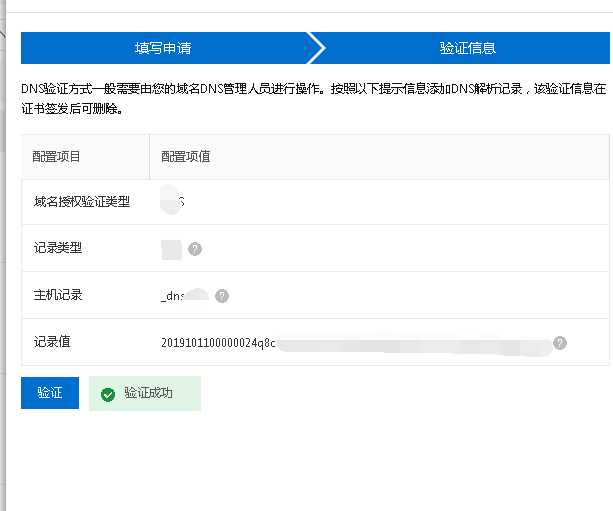 填写申请
验证信息
DNS验证方式一般需要由您的域名DNS管理人员进行操作。按照以下提示信息添加DNS解析记录，该验证信息在
证书签发后可删除。
配置项目 配置项值
域名授权验证类型
记录类型 ?
主机记录 _dns ?
记录值 2019101100000024q8c ?
验证 验证成功